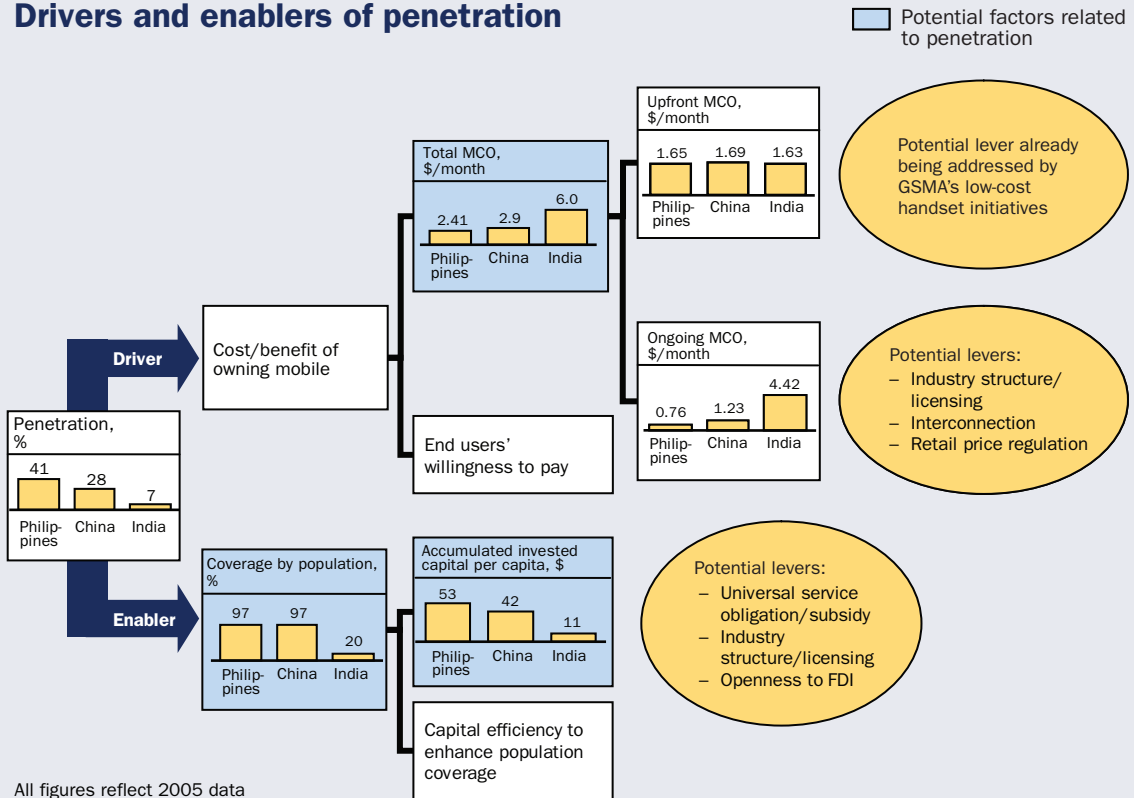 Drivers and enablers of penetration
Potential factors related
to penetration
Penetration,
%
41
28
7
Philip-
pines
China
India
Driver
Cost/benefit of
owning mobile
Total MCO,
$/month
2.41
2.9
6.0
Philip-
pines
China
India
Upfront MCO,
$/month
1.65
1.69
1.63
Philip-
pines
China
India
Potential lever already
being addressed by
GSMA's low-cost
handset initiatives
Ongoing MCO,
$/month
0.76
1.23
4.42
Philip-
pines
China
India
Potential levers:
– Industry structure/
licensing
– Interconnection
– Retail price regulation
End users'
willingness to pay
Enabler
Coverage by population,
%
97
97
20
Philip-
pines
China
India
Accumulated invested
capital per capita, $
53
42
11
Philip-
pines
China
India
Potential levers:
– Universal service
obligation/subsidy
– Industry
structure/licensing
– Openness to FDI
Capital efficiency to
enhance population
coverage
All figures reflect 2005 data